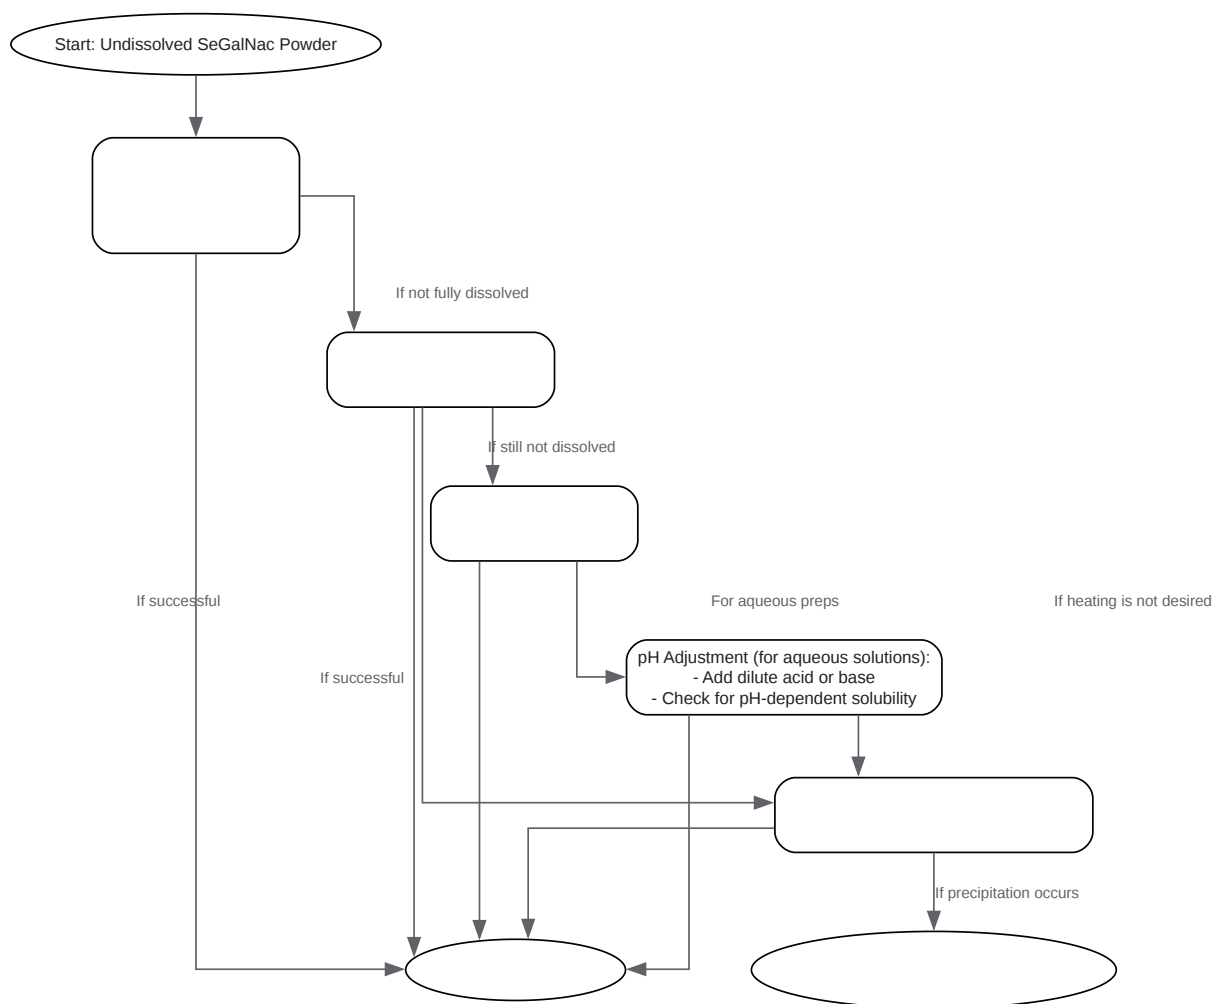 Start: Undissolved SeGalNac Powder
If not fully dissolved
If still not dissolved
If successful
For aqueous preps
If heating is not desired
pH Adjustment (for aqueous solutions):
- Add dilute acid or base
- Check for pH-dependent solubility
If successful
If precipitation occurs